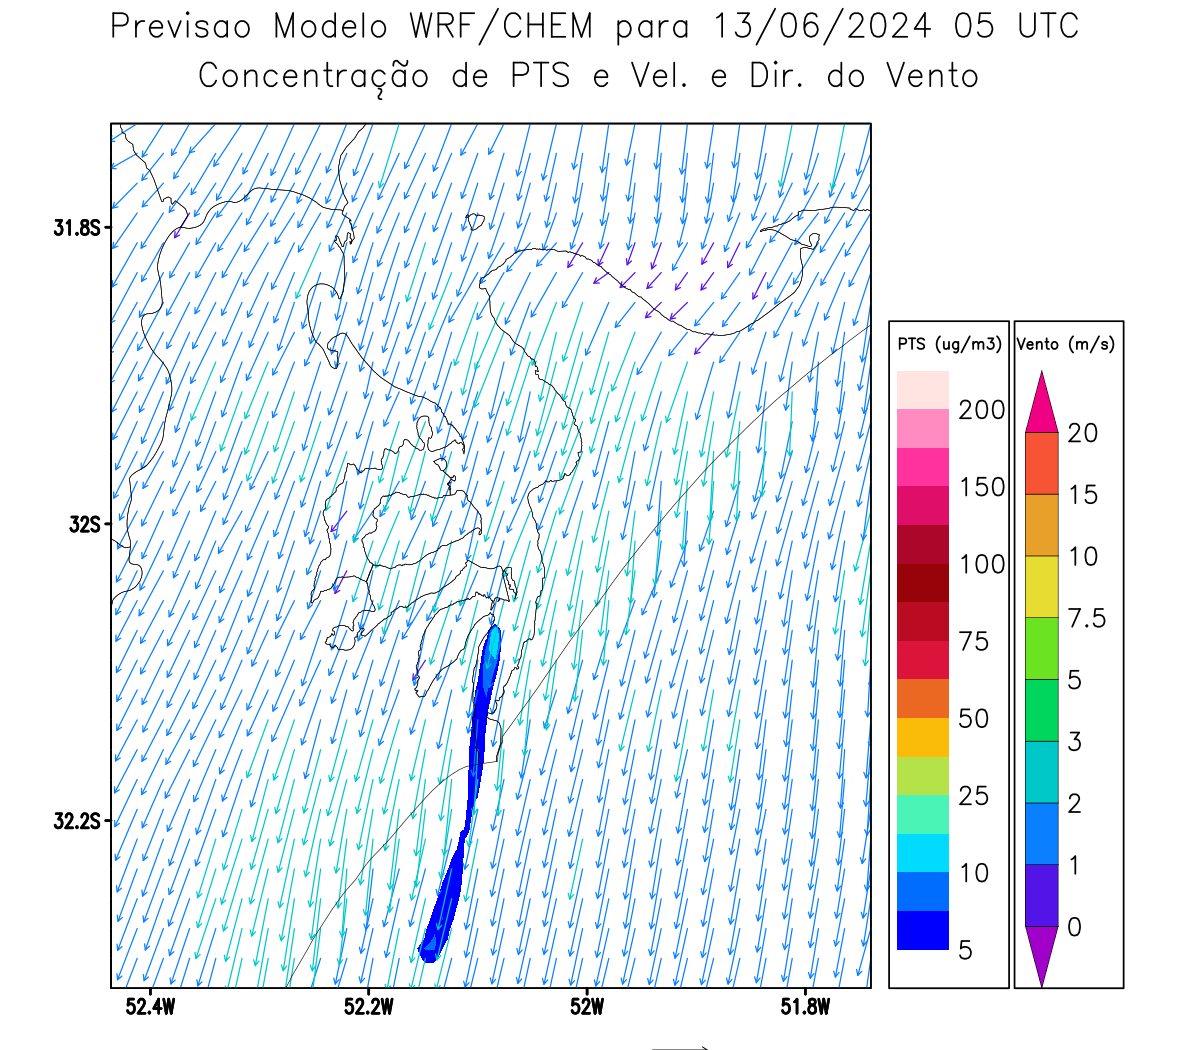 Previsao Modelo WRF/CHEM para 13/06/2024 05 UTC
Concentração de PTS e Vel. e Dir. do Vento
31.8S
32S
32.2S
52.4W 52.2W 52W 51.8W
PTS (ug/m3)
200
150
100
75
50
25
10
5
Vento (m/s)
20
15
10
7.5
5
3
2
1
0